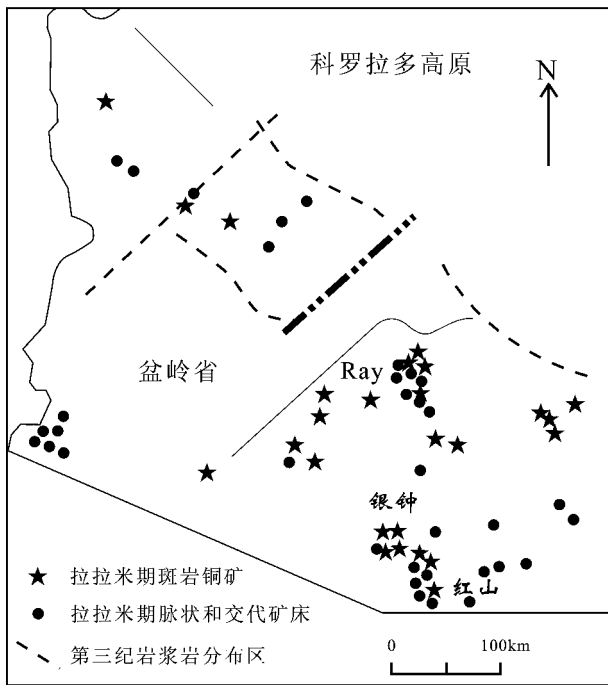 科罗拉多高原
N
盆岭省
Ray
银钟
红山
拉拉米期斑岩铜矿
拉拉米期脉状和交代矿床
第三纪岩浆岩分布区
0 100km